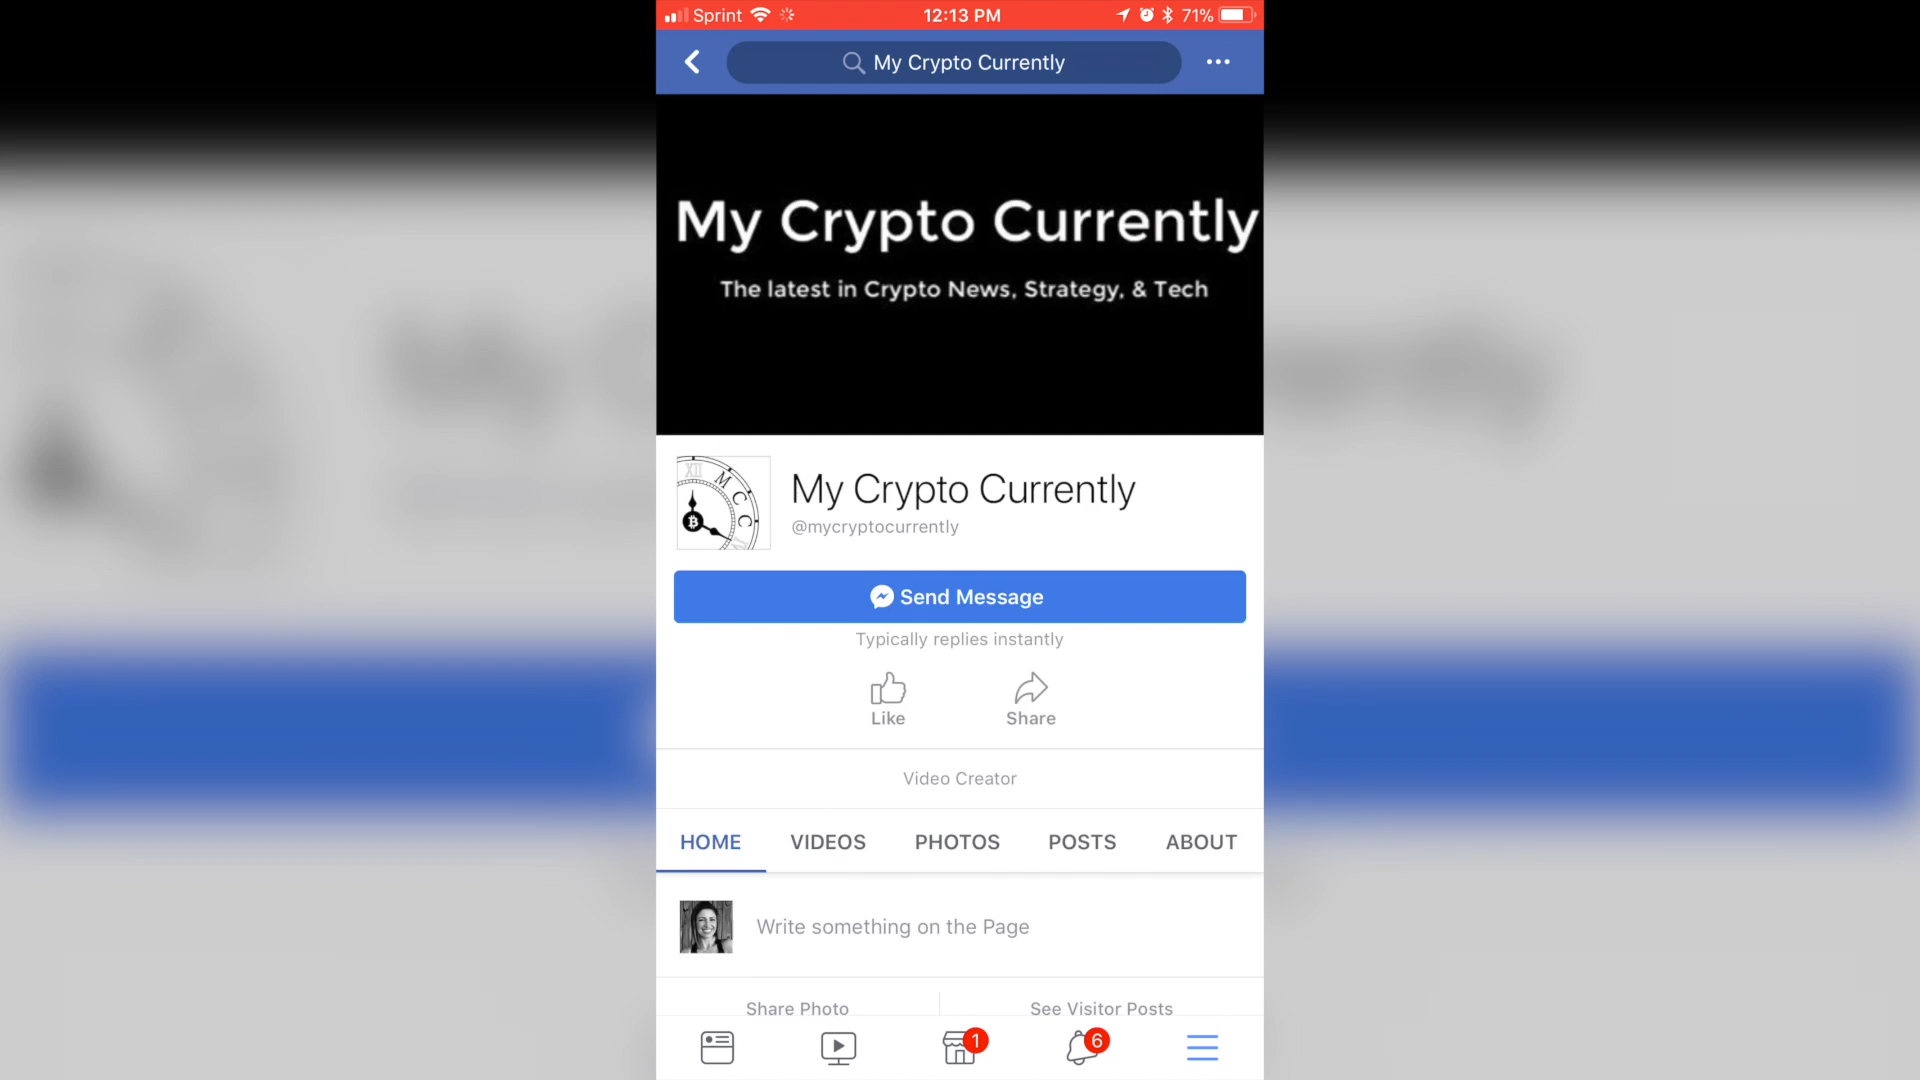 Sprint 12:13 PM 71%
My Crypto Currently
My Crypto Currently
The latest in Crypto News, Strategy, & Tech
XII
M C C
B
My Crypto Currently
@mycryptocurrently
Send Message
Typically replies instantly
Like Share
Video Creator
HOME VIDEOS PHOTOS POSTS ABOUT
Write something on the Page
Share Photo See Visitor Posts
1 6